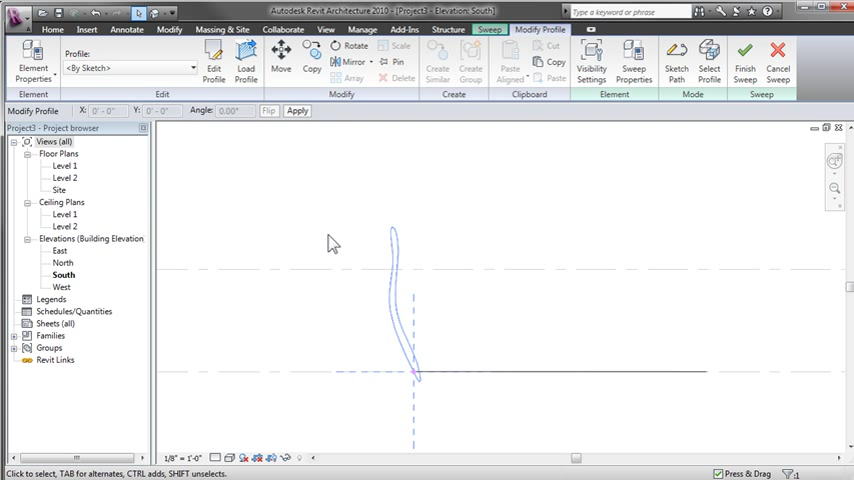 Autodesk Revit Architecture 2010 - [Project3 - Elevation: South]
Type a keyword or phrase
Home Insert Annotate Modify Massing & Site Collaborate View Manage Add-Ins Structure Sweep Modify Profile
Element Properties
Profile:
<By Sketch>
Edit Profile
Load Profile
Move
Copy
Rotate
Mirror
Array
Scale
Pin
Delete
Create Similar
Create Group
Paste Aligned
Cut
Copy
Paste
Visibility Settings
Sweep Properties
Sketch Path
Select Profile
Finish Sweep
Cancel Sweep
Element Edit Modify Create Clipboard Element Mode Sweep
Modify Profile X: 0' - 0" Y: 0' - 0" Angle: 0.00° Flip Apply
Project3 - Project browser
Views (all)
Floor Plans
Level 1
Level 2
Site
Ceiling Plans
Level 1
Level 2
Elevations (Building Elevation)
East
North
South
West
Legends
Schedules/Quantities
Sheets (all)
Families
Groups
Revit Links
1/8" = 1'-0"
Click to select, TAB for alternates, CTRL adds, SHIFT unselects.
Press & Drag
:1